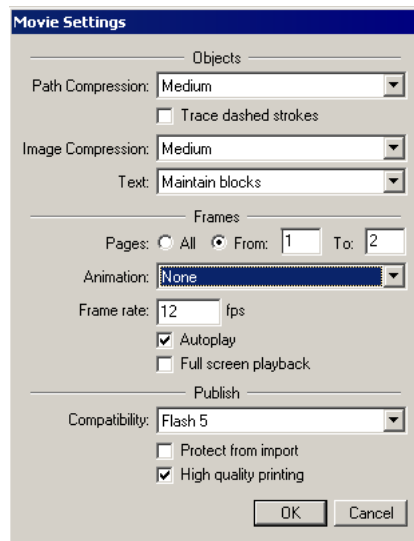 Movie Settings
Objects
Path Compression: Medium
Trace dashed strokes
Image Compression: Medium
Text: Maintain blocks
Frames
Pages: All From: 1 To: 2
Animation: None
Frame rate: 12 fps
Autoplay
Full screen playback
Publish
Compatibility: Flash 5
Protect from import
High quality printing
OK Cancel